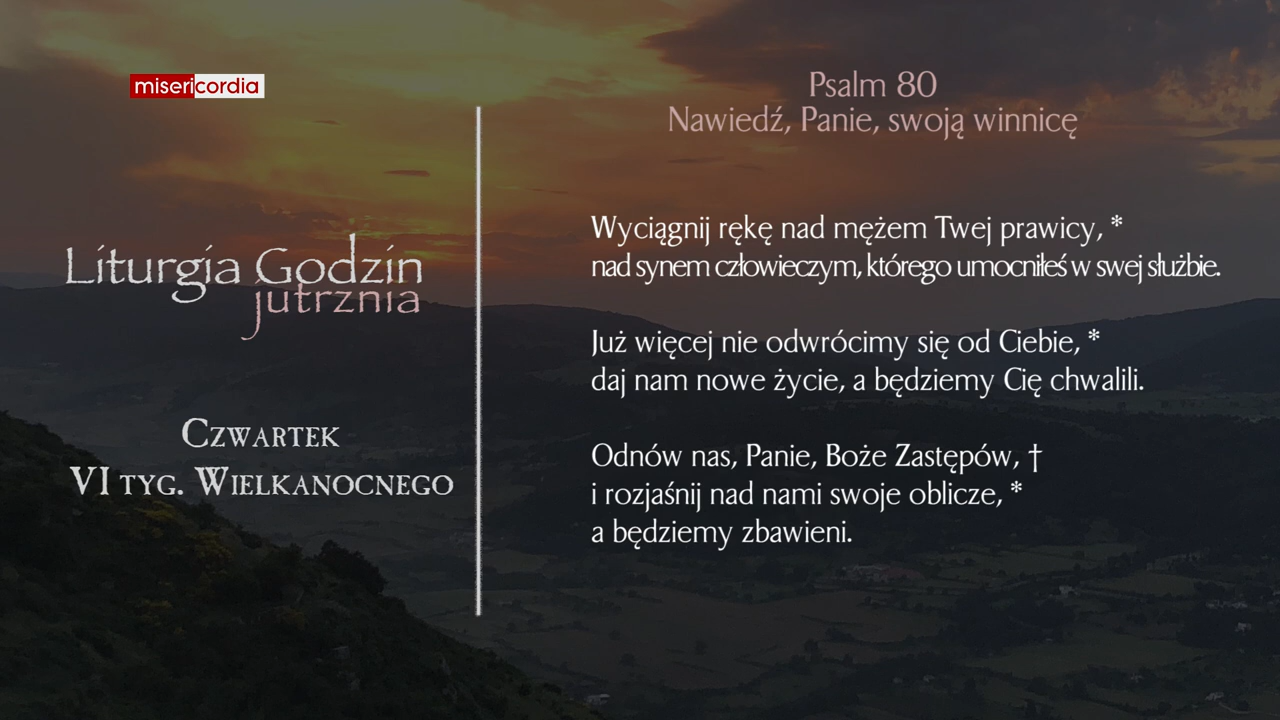 misericordia
Liturgia Godzin
jutrznia
Czwartek
VI tyg. Wielkanocnego
Psalm 80
Nawiedź, Panie, swoją winnicę
Wyciągnij rękę nad mężem Twej prawicy, *
nad synem człowieczym, którego umocniłeś w swej służbie.
Już więcej nie odwrócimy się od Ciebie, *
daj nam nowe życie, a będziemy Cię chwalili.
Odnów nas, Panie, Boże Zastępów, †
i rozjaśnij nad nami swoje oblicze, *
a będziemy zbawieni.